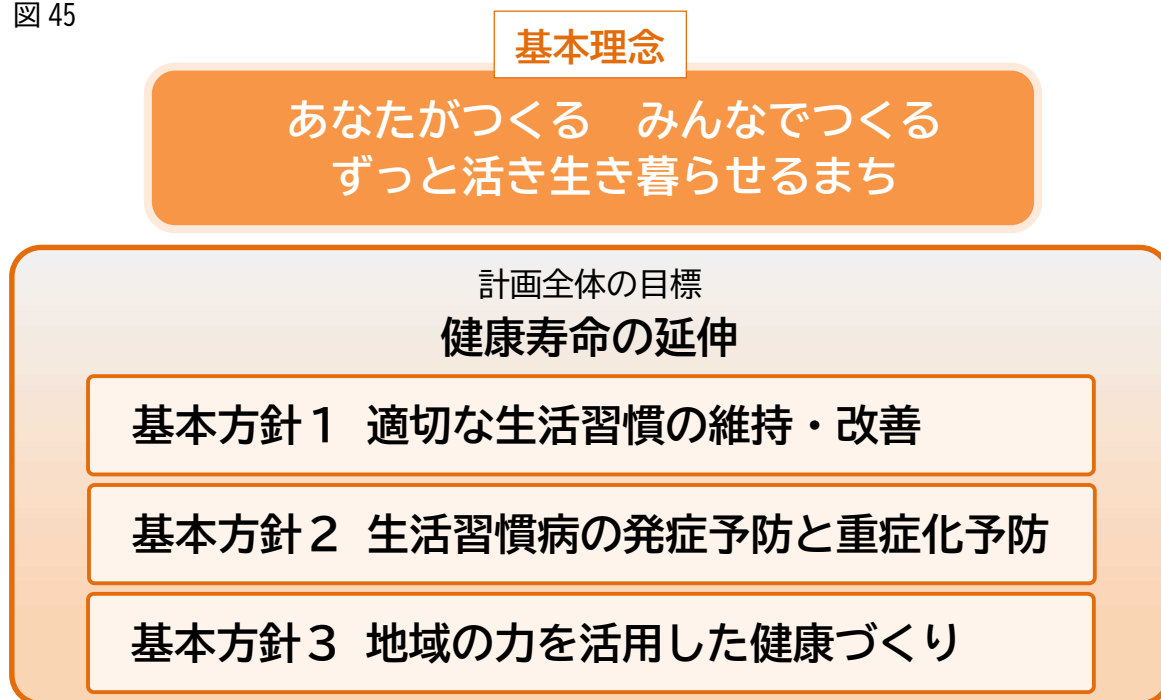 図 45
基本理念
あなたがつくる　みんなでつくる
ずっと活き生き暮らせるまち
計画全体の目標
健康寿命の延伸
基本方針１　適切な生活習慣の維持・改善
基本方針２　生活習慣病の発症予防と重症化予防
基本方針３　地域の力を活用した健康づくり